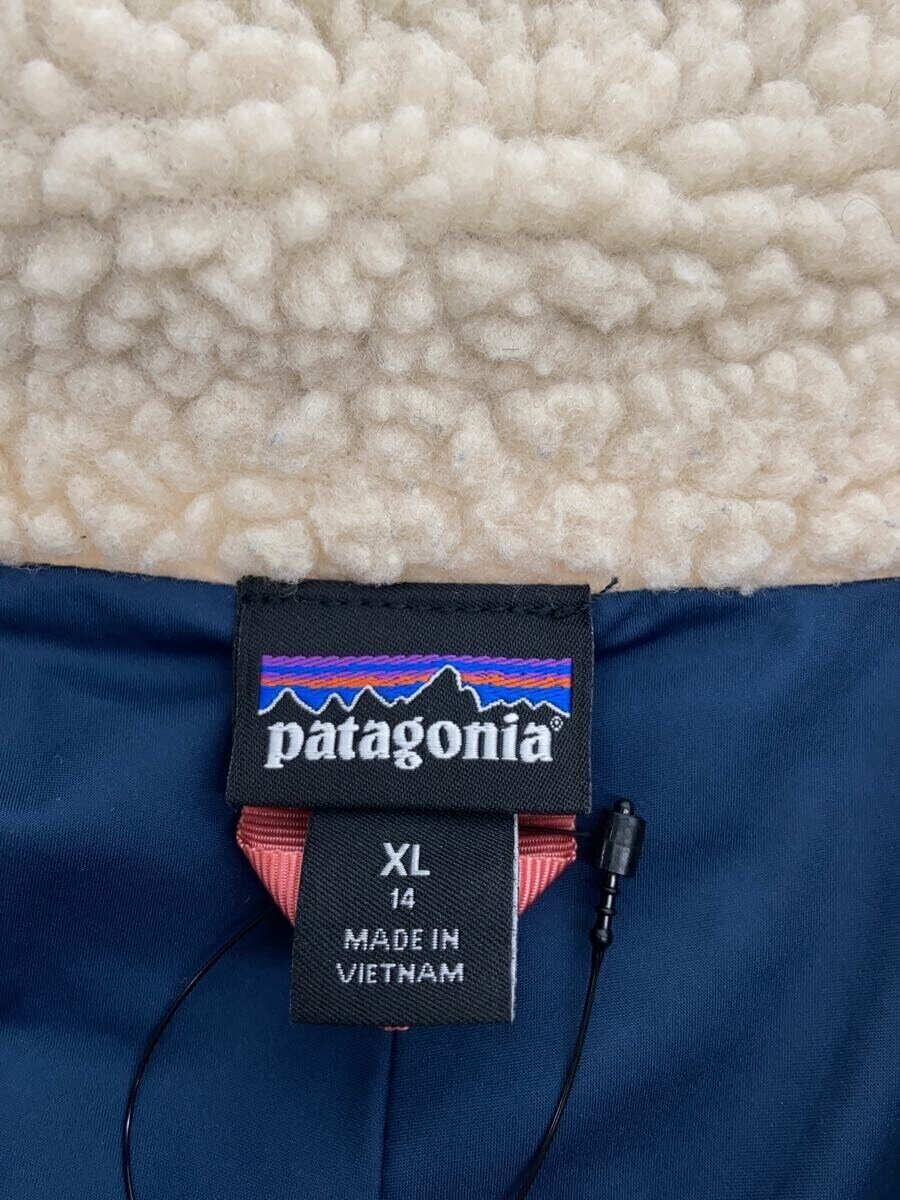 patagonia®
XL
14
MADE IN
VIETNAM